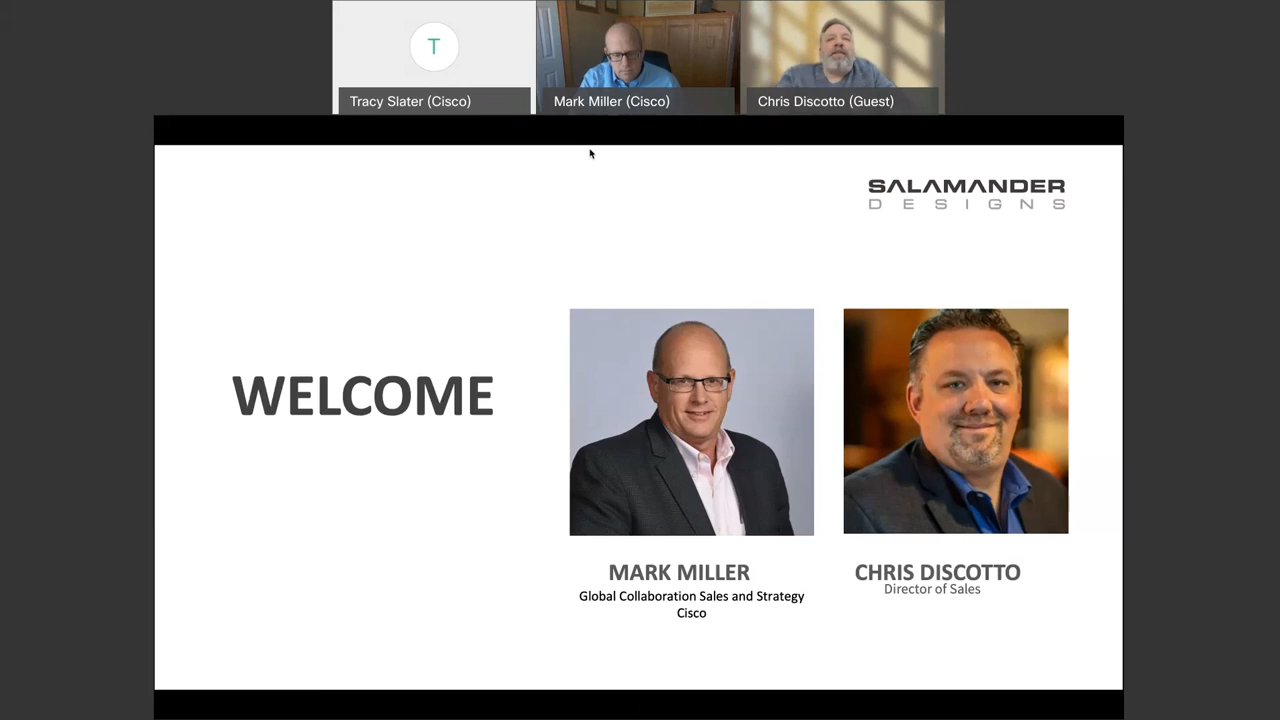 T
Tracy Slater (Cisco)
Mark Miller (Cisco)
Chris Discotto (Guest)
SALAMANDER
DESIGNS
WELCOME
MARK MILLER
Global Collaboration Sales and Strategy
Cisco
CHRIS DISCOTTO
Director of Sales